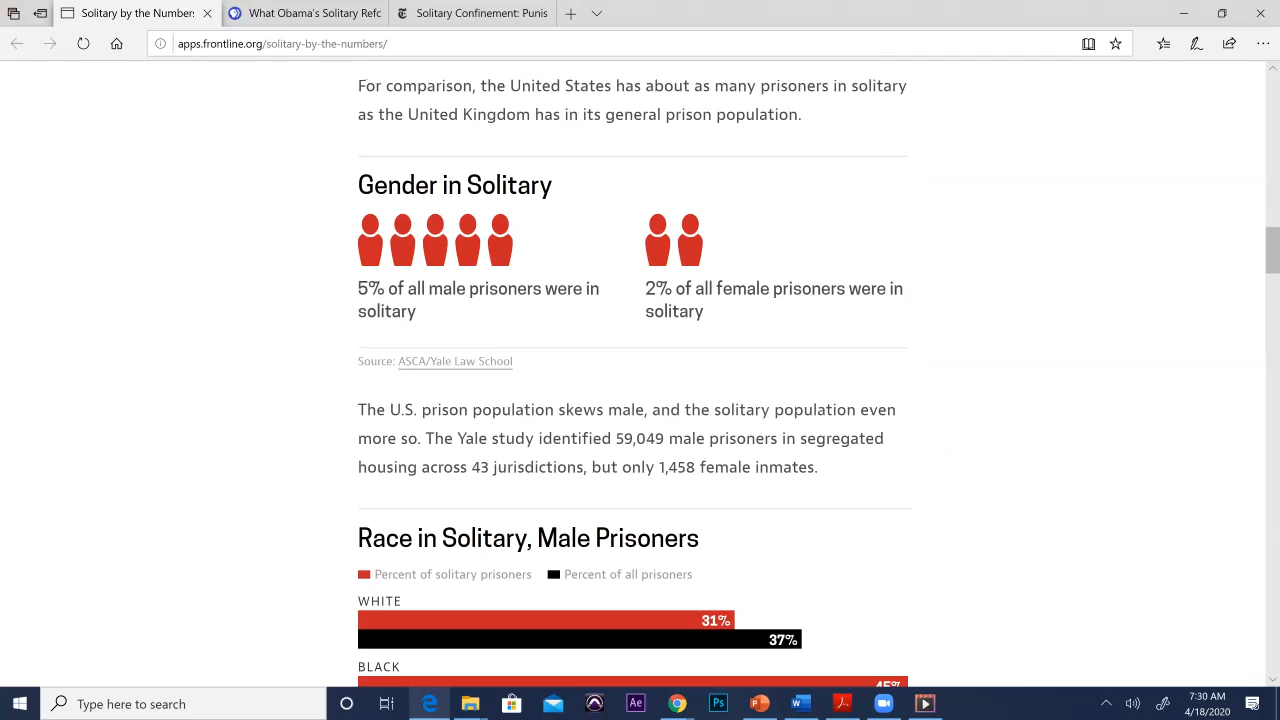 Solitary by the Numbers
What Obama's Solitary Confi
Solitary Confinement's Moc
apps.frontline.org/solitary-by-the-numbers/
For comparison, the United States has about as many prisoners in solitary
as the United Kingdom has in its general prison population.
Gender in Solitary
5% of all male prisoners were in
solitary
2% of all female prisoners were in
solitary
Source: ASCA/Yale Law School
The U.S. prison population skews male, and the solitary population even
more so. The Yale study identified 59,049 male prisoners in segregated
housing across 43 jurisdictions, but only 1,458 female inmates.
Race in Solitary, Male Prisoners
Percent of solitary prisoners
Percent of all prisoners
WHITE
31%
37%
BLACK
45%
Type here to search
Ae
Ps
7:30 AM
4/18/2020